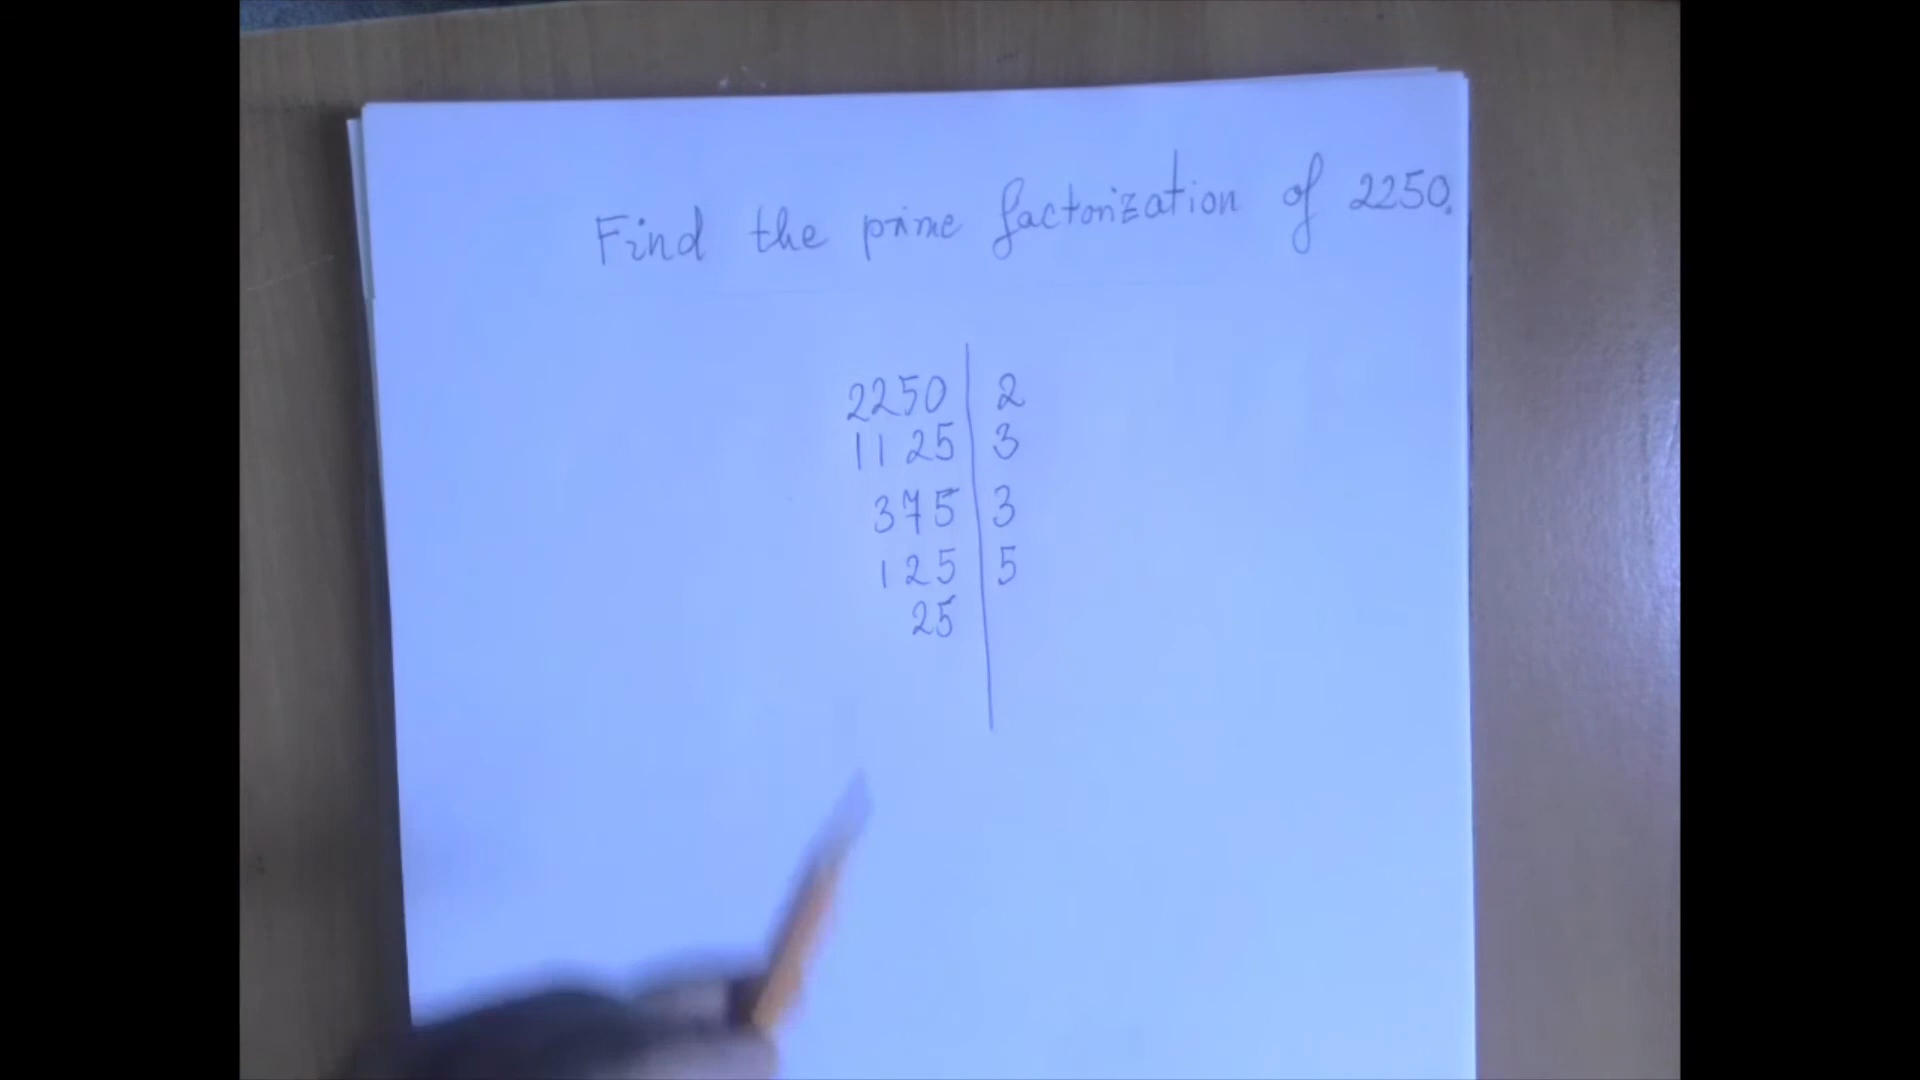 Find the prime factorization of 2250.
2250 | 2
1125 | 3
375 | 3
125 | 5
25 |